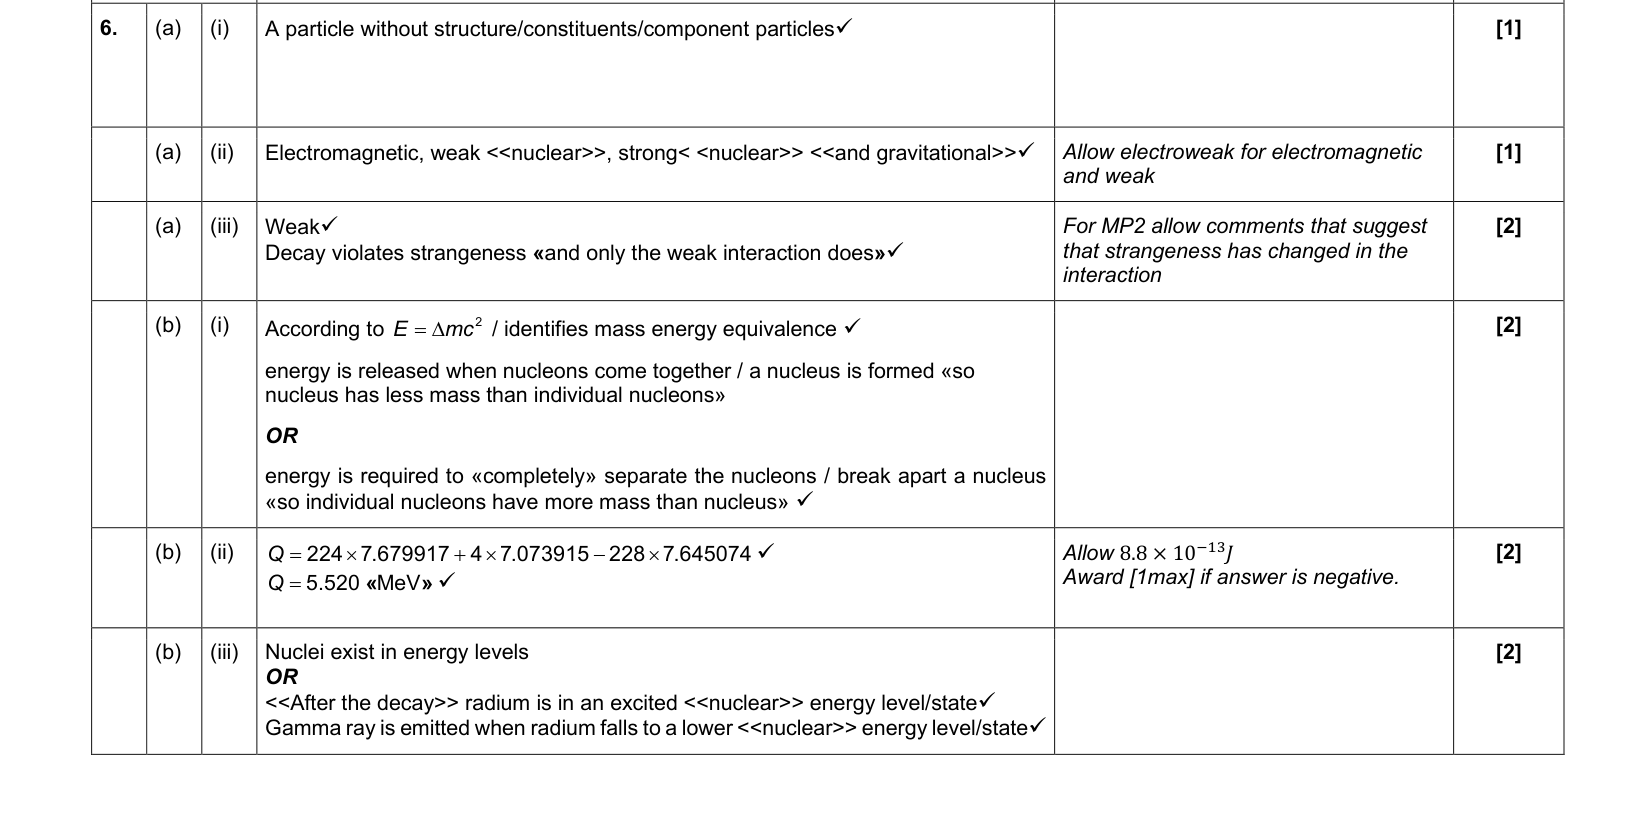 6. (a) (i) A particle without structure/constituents/component particles✓ [1]
(a) (ii) Electromagnetic, weak <<nuclear>>, strong< <nuclear>> <<and gravitational>>✓ Allow electroweak for electromagnetic [1]
and weak
(a) (iii) Weak✓ For MP2 allow comments that suggest [2]
Decay violates strangeness «and only the weak interaction does»✓ that strangeness has changed in the
interaction
(b) (i) According to E = Δmc² / identifies mass energy equivalence ✓ [2]
energy is released when nucleons come together / a nucleus is formed «so
nucleus has less mass than individual nucleons»
OR
energy is required to «completely» separate the nucleons / break apart a nucleus
«so individual nucleons have more mass than nucleus» ✓
(b) (ii) Q = 224 × 7.679917 + 4 × 7.073915 − 228 × 7.645074 ✓ Allow 8.8 × 10⁻¹³J [2]
Q = 5.520 «MeV» ✓ Award [1max] if answer is negative.
(b) (iii) Nuclei exist in energy levels [2]
OR
<<After the decay>> radium is in an excited <<nuclear>> energy level/state✓
Gamma ray is emitted when radium falls to a lower <<nuclear>> energy level/state✓